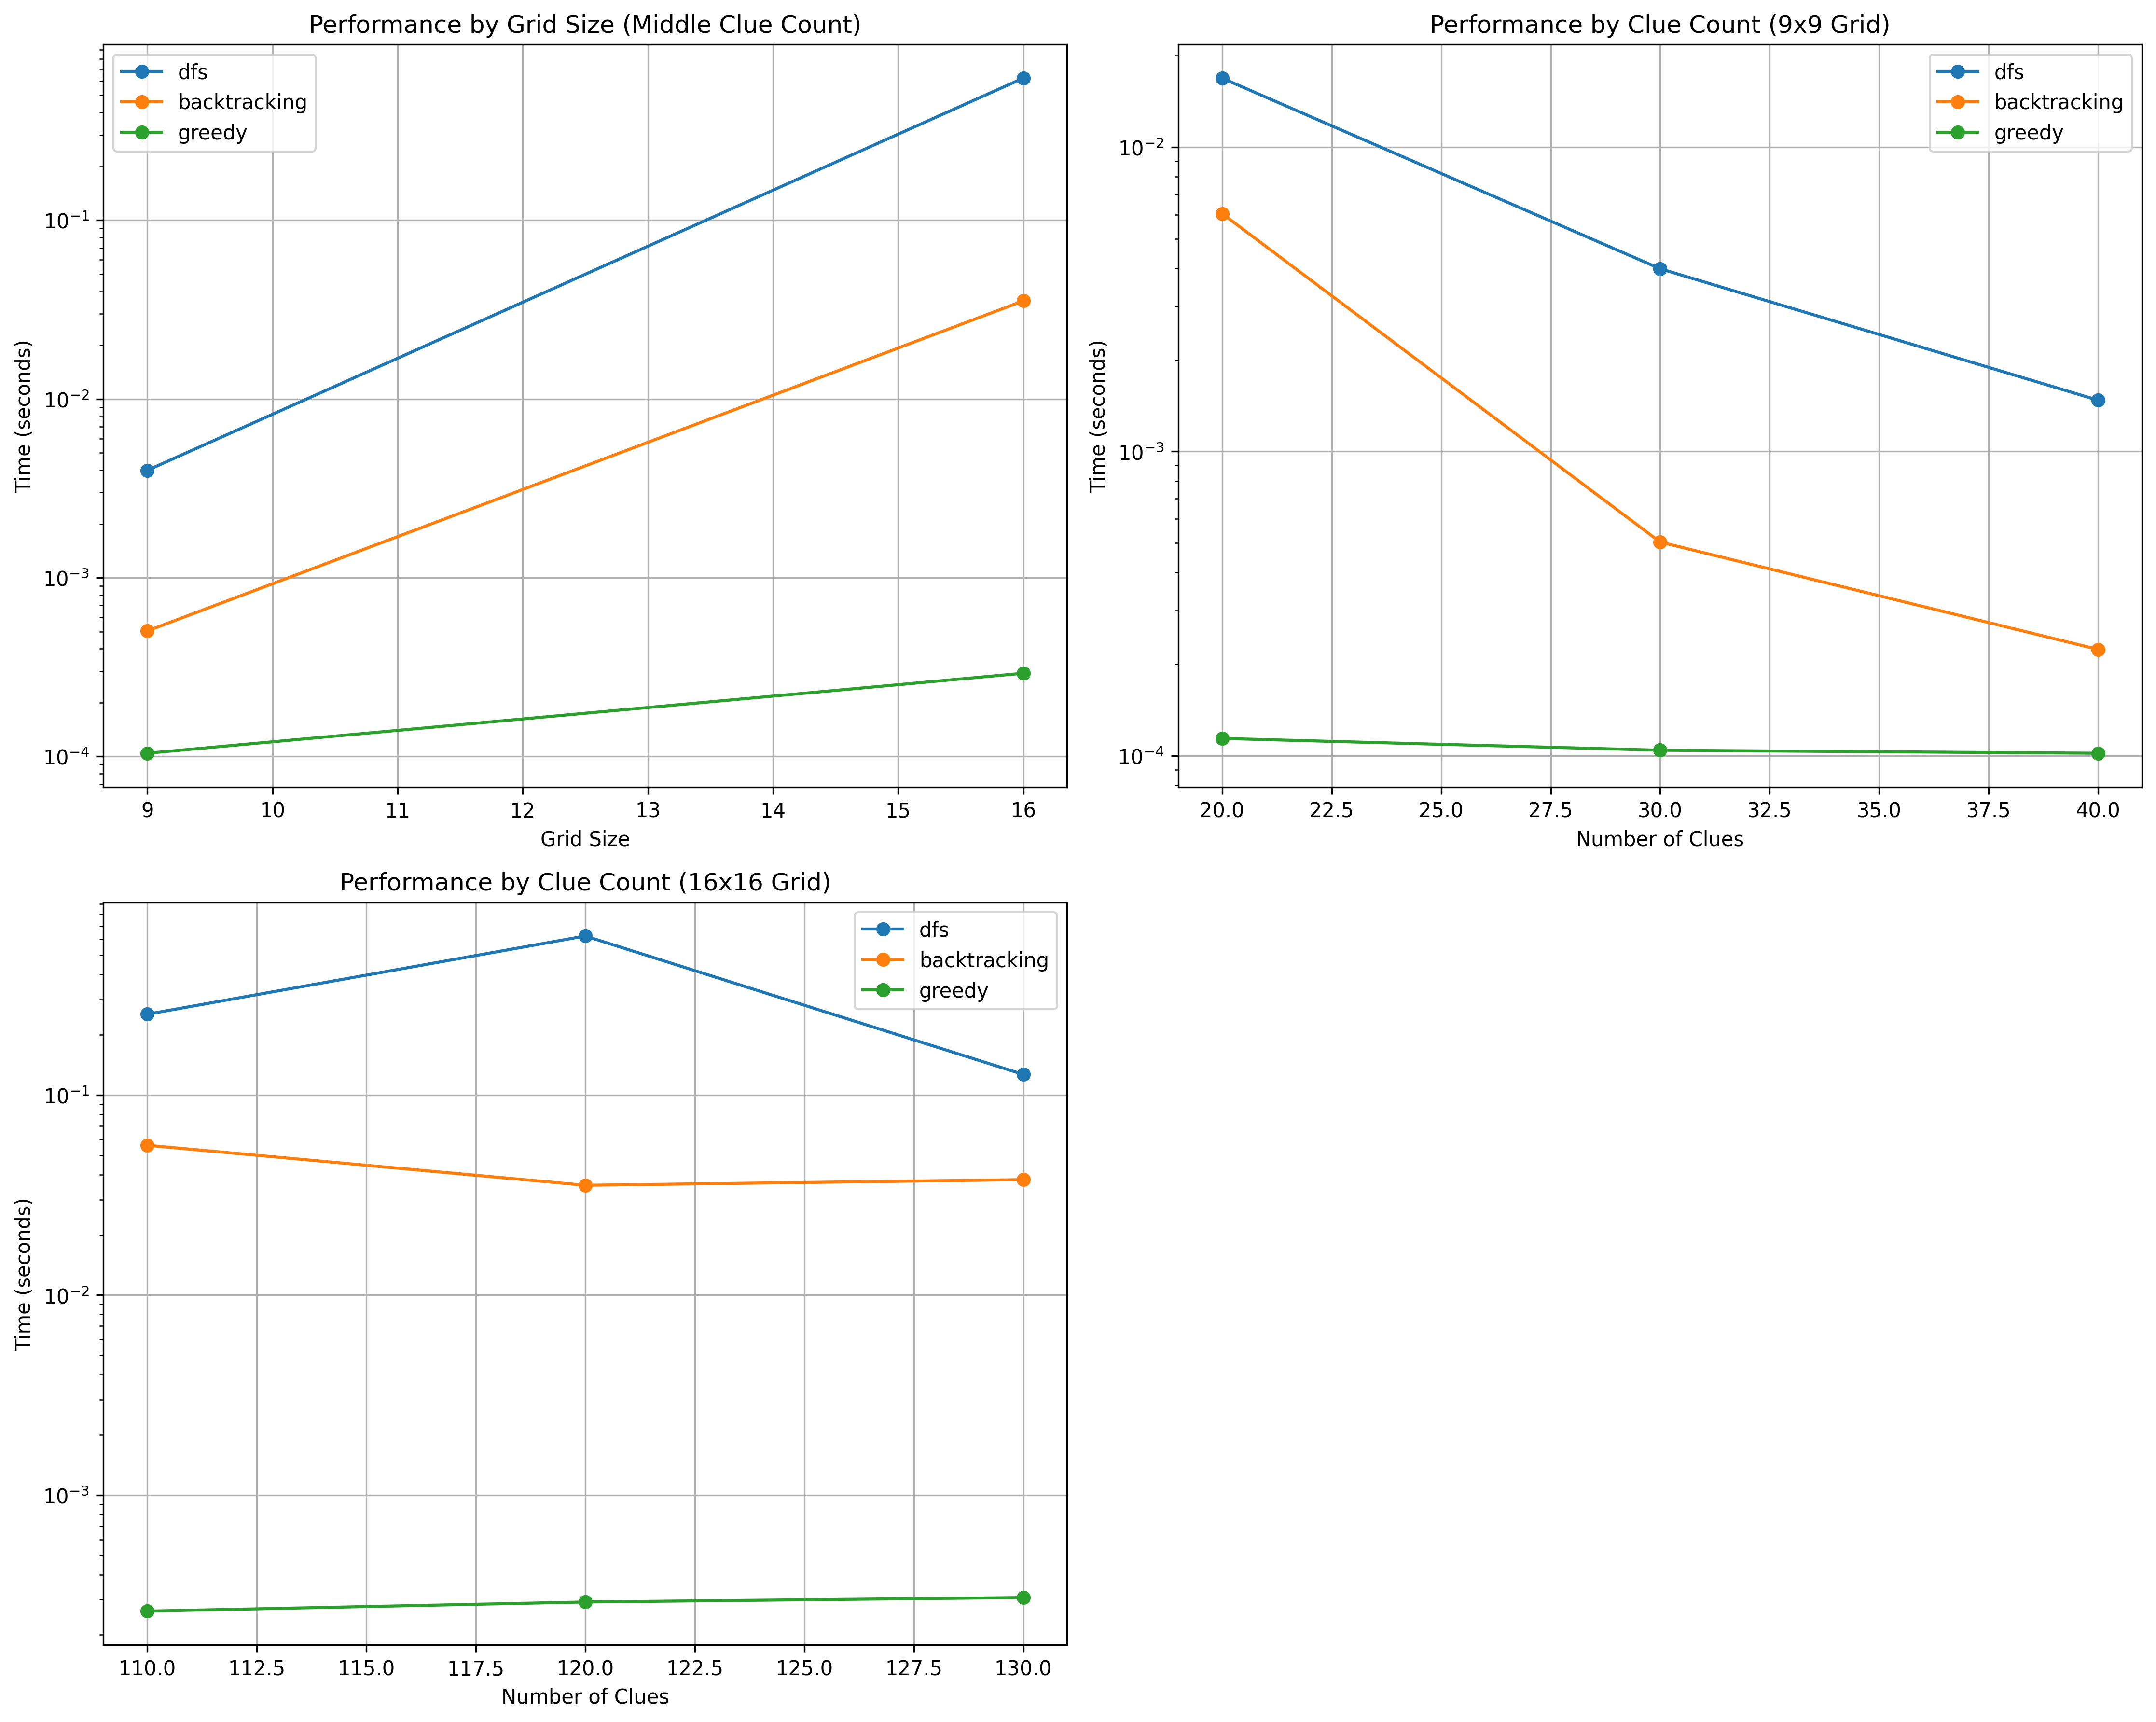 Performance by Grid Size (Middle Clue Count)
dfs
backtracking
greedy
Time (seconds)
10⁻¹
10⁻²
10⁻³
10⁻⁴
9 10 11 12 13 14 15 16
Grid Size
Performance by Clue Count (9x9 Grid)
dfs
backtracking
greedy
Time (seconds)
10⁻²
10⁻³
10⁻⁴
20.0 22.5 25.0 27.5 30.0 32.5 35.0 37.5 40.0
Number of Clues
Performance by Clue Count (16x16 Grid)
dfs
backtracking
greedy
Time (seconds)
10⁻¹
10⁻²
10⁻³
110.0 112.5 115.0 117.5 120.0 122.5 125.0 127.5 130.0
Number of Clues